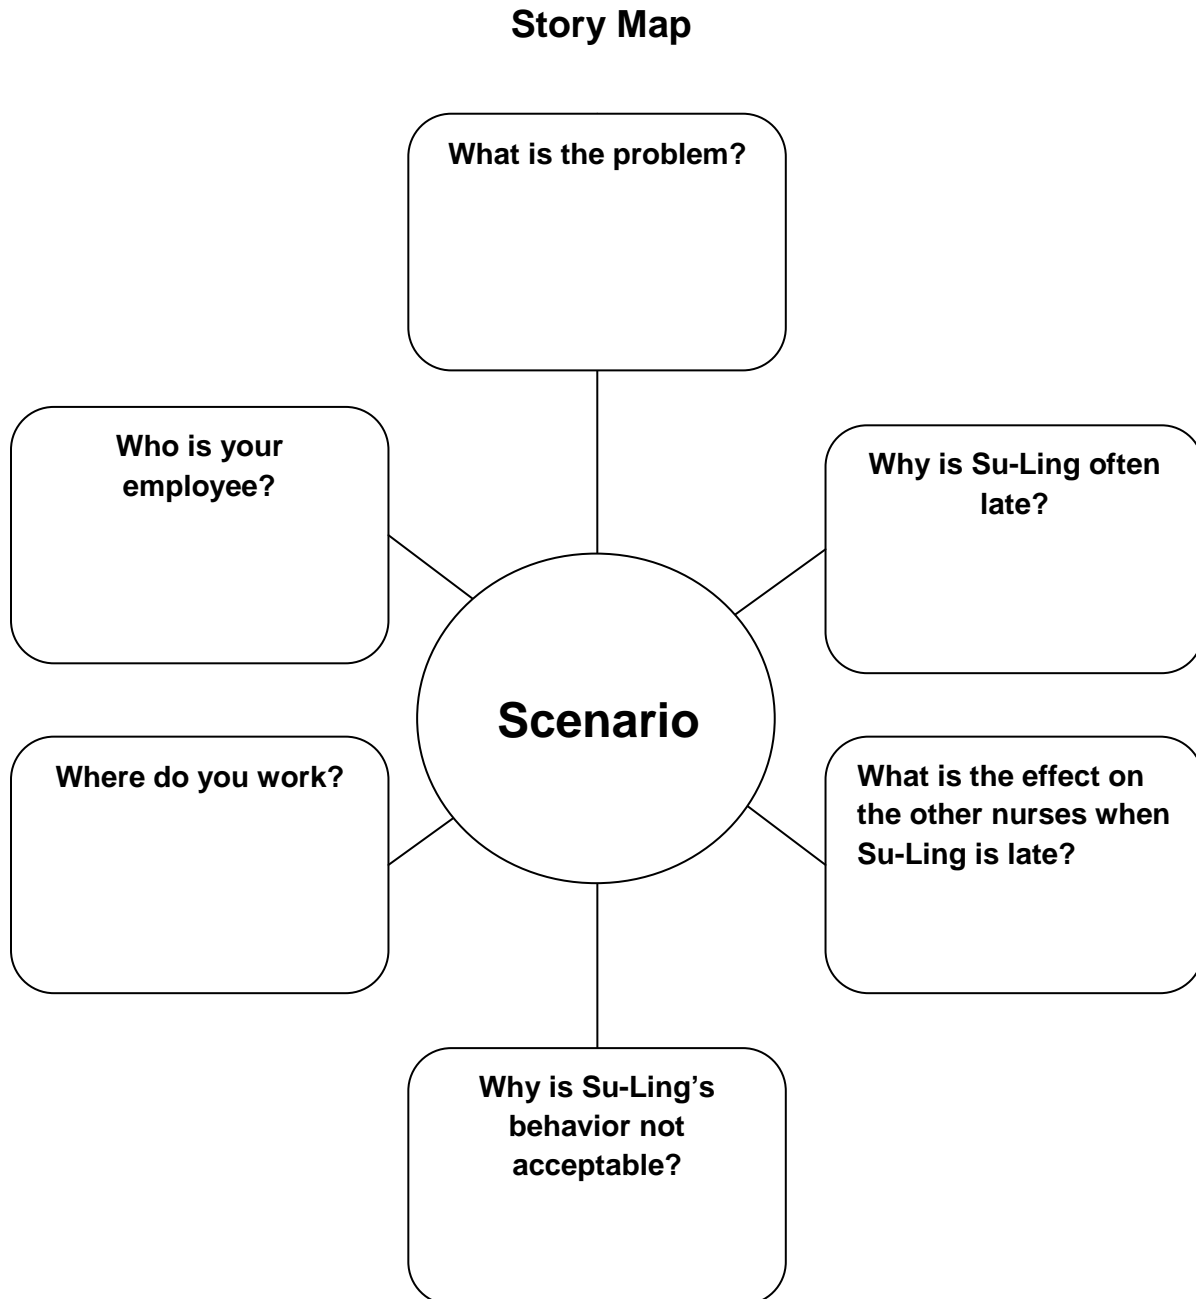 Story Map
What is the problem?
Who is your
employee?
Why is Su-Ling often
late?
Scenario
Where do you work?
What is the effect on
the other nurses when
Su-Ling is late?
Why is Su-Ling’s
behavior not
acceptable?